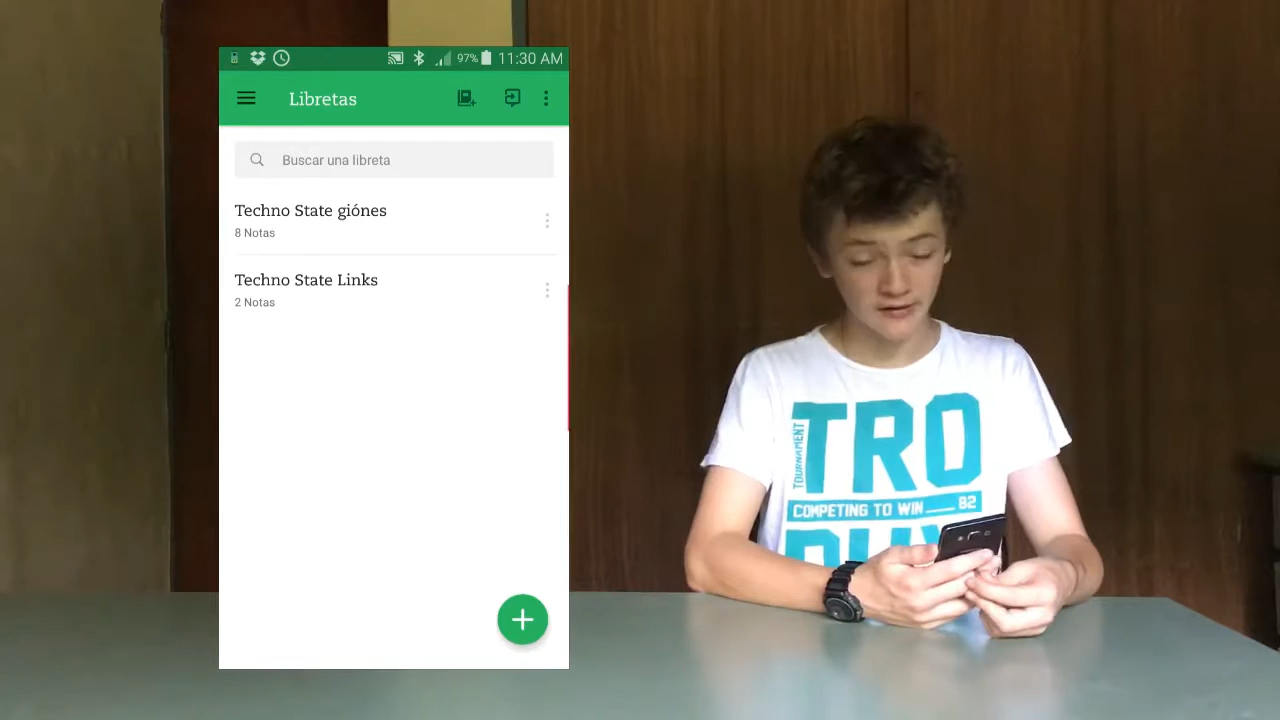 97% 11:30 AM
Libretas
Buscar una libreta
Techno State giónes
8 Notas
Techno State Links
2 Notas
TOURNAMENT
TRO
COMPETING TO WIN 82